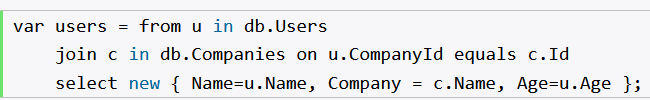 var users = from u in db.Users
    join c in db.Companies on u.CompanyId equals c.Id
    select new { Name=u.Name, Company = c.Name, Age=u.Age };